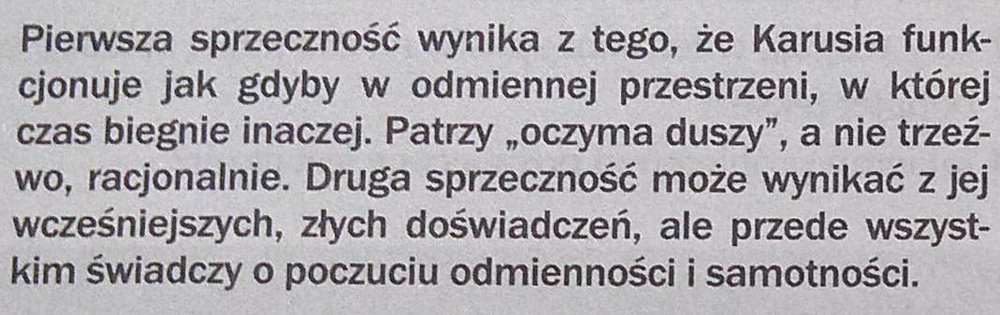 Pierwsza sprzeczność wynika z tego, że Karusia funk-
cjonuje jak gdyby w odmiennej przestrzeni, w której
czas biegnie inaczej. Patrzy „oczyma duszy”, a nie trzeź-
wo, racjonalnie. Druga sprzeczność może wynikać z jej
wcześniejszych, złych doświadczeń, ale przede wszyst-
kim świadczy o poczuciu odmienności i samotności.